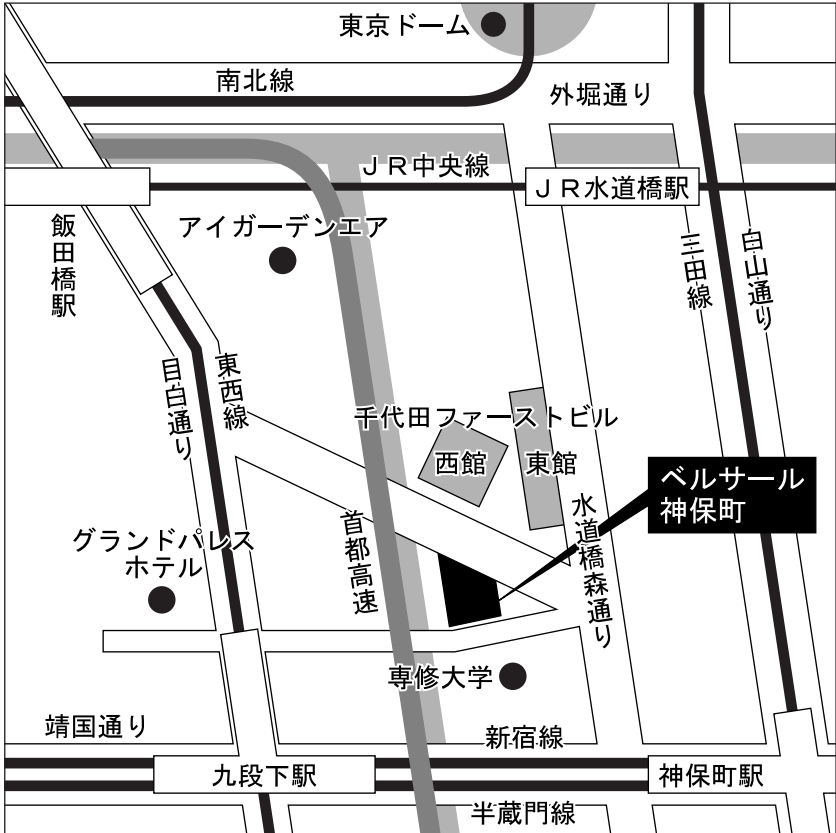 東京ドーム
南北線
外堀通り
ＪＲ中央線
ＪＲ水道橋駅
飯田橋駅
アイガーデンエア
三田線
白山通り
目白通り
東西線
千代田ファーストビル
西館
東館
ベルサール
神保町
水道橋森通り
首都高速
グランドパレス
ホテル
専修大学
靖国通り
新宿線
九段下駅
神保町駅
半蔵門線